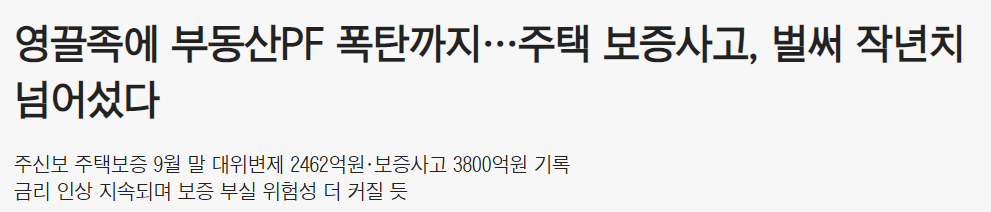 영끌족에 부동산PF 폭탄까지…주택 보증사고, 벌써 작년치
넘어섰다
주신보 주택보증 9월 말 대위변제 2462억원·보증사고 3800억원 기록
금리 인상 지속되며 보증 부실 위험성 더 커질 듯